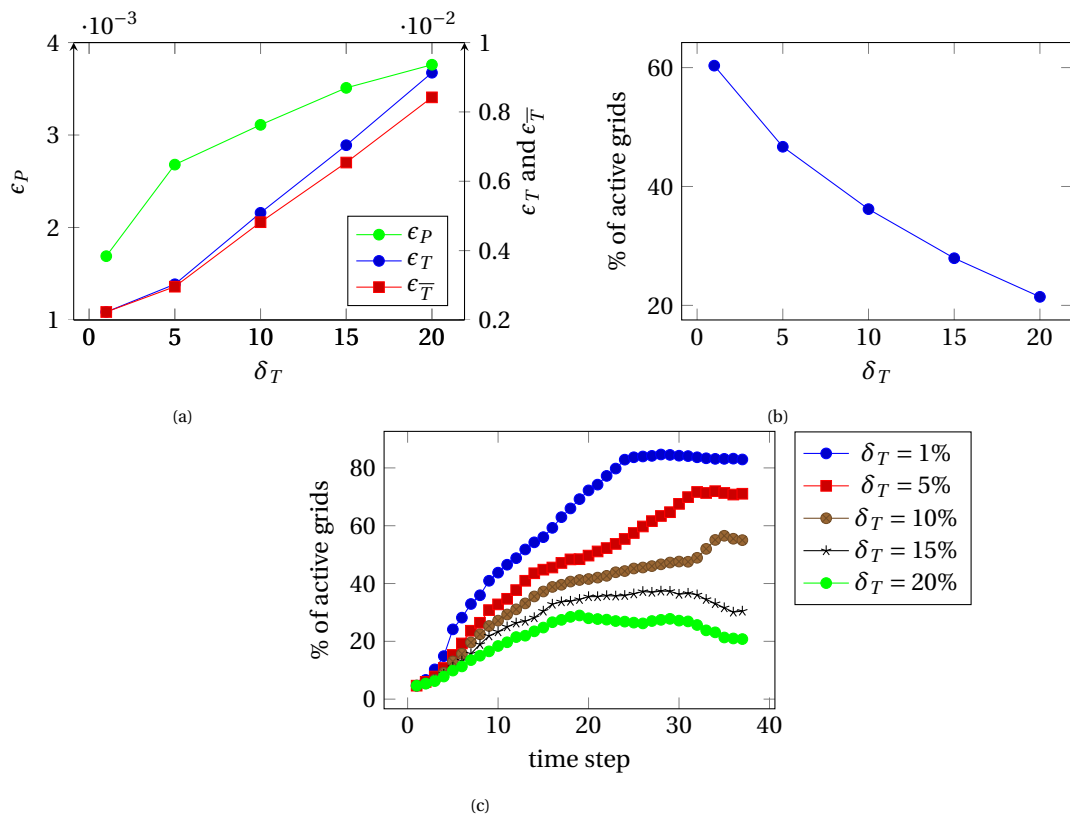 ·10⁻³
·10⁻²
4
3
2
1
ϵ_P
1
0.8
0.6
0.4
0.2
ϵ_T and ϵ_T̅
ϵ_P
ϵ_T
ϵ_T̅
0 5 10 15 20
δ_T
(a)
60
40
20
% of active grids
0 5 10 15 20
δ_T
(b)
80
60
40
20
0
% of active grids
0 10 20 30 40
time step
δ_T = 1%
δ_T = 5%
δ_T = 10%
δ_T = 15%
δ_T = 20%
(c)